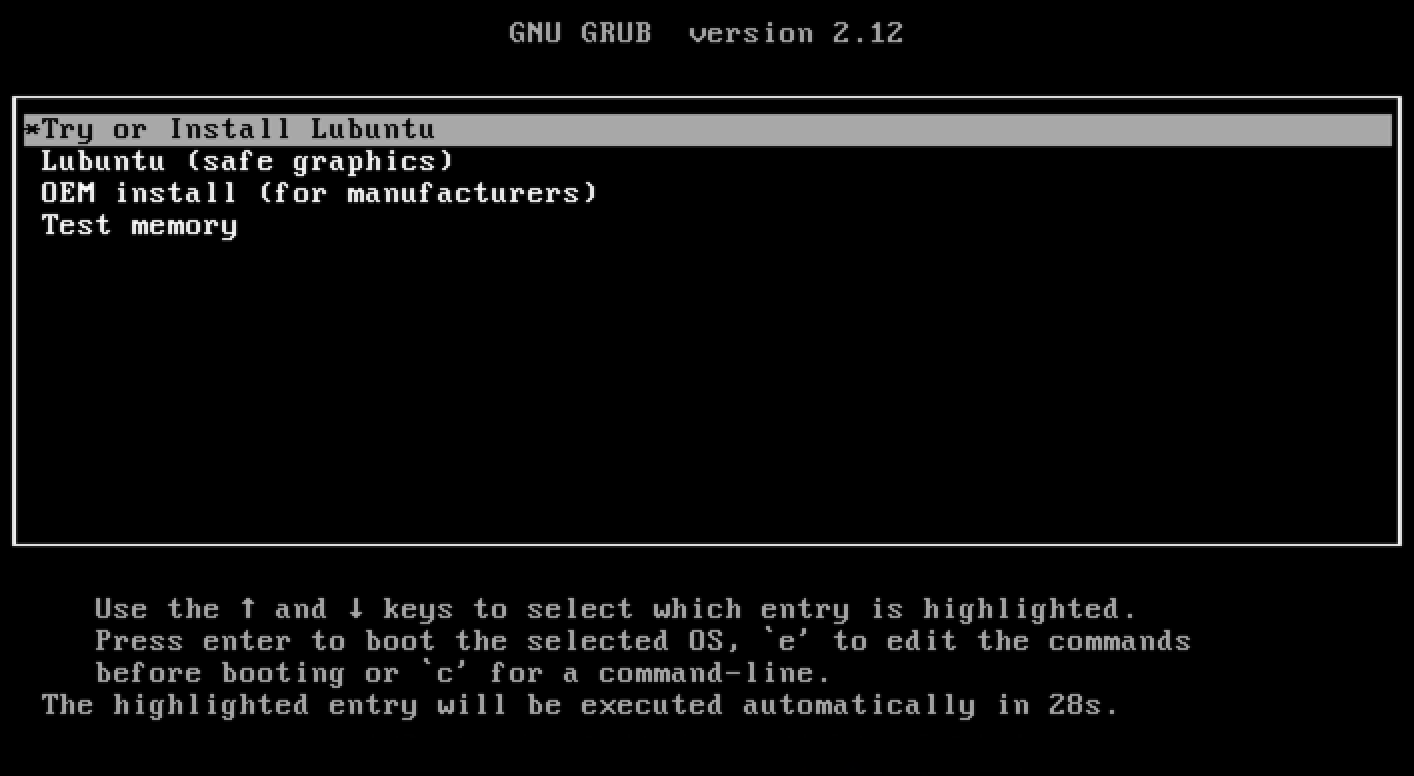 GNU GRUB  version 2.12
*Try or Install Lubuntu
Lubuntu (safe graphics)
OEM install (for manufacturers)
Test memory
Use the ↑ and ↓ keys to select which entry is highlighted.
Press enter to boot the selected OS, `e' to edit the commands
before booting or `c' for a command-line.
The highlighted entry will be executed automatically in 28s.